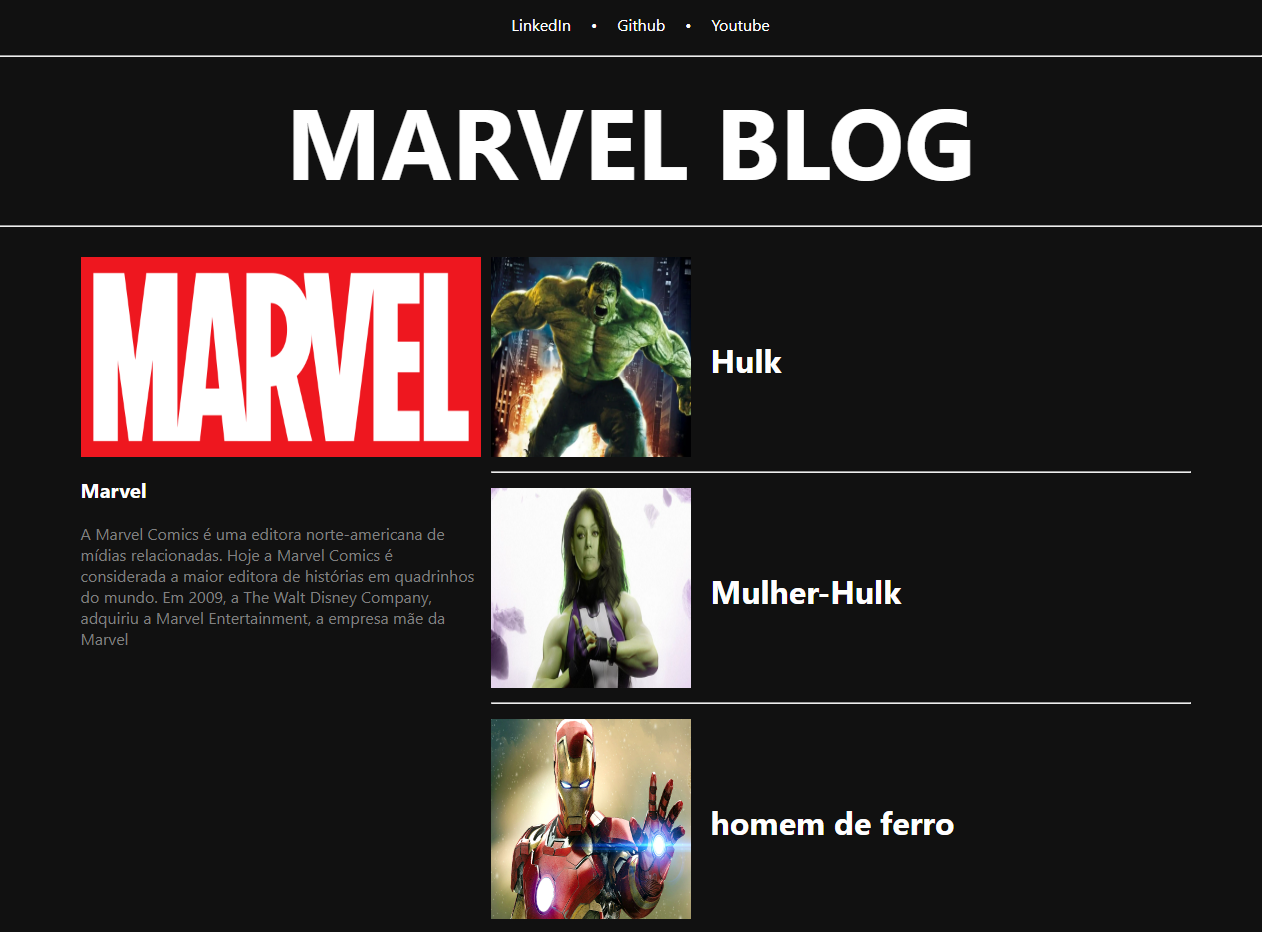 LinkedIn • Github • Youtube
MARVEL BLOG
MARVEL
Marvel
A Marvel Comics é uma editora norte-americana de
mídias relacionadas. Hoje a Marvel Comics é
considerada a maior editora de histórias em quadrinhos
do mundo. Em 2009, a The Walt Disney Company,
adquiriu a Marvel Entertainment, a empresa mãe da
Marvel
Hulk
Mulher-Hulk
homem de ferro